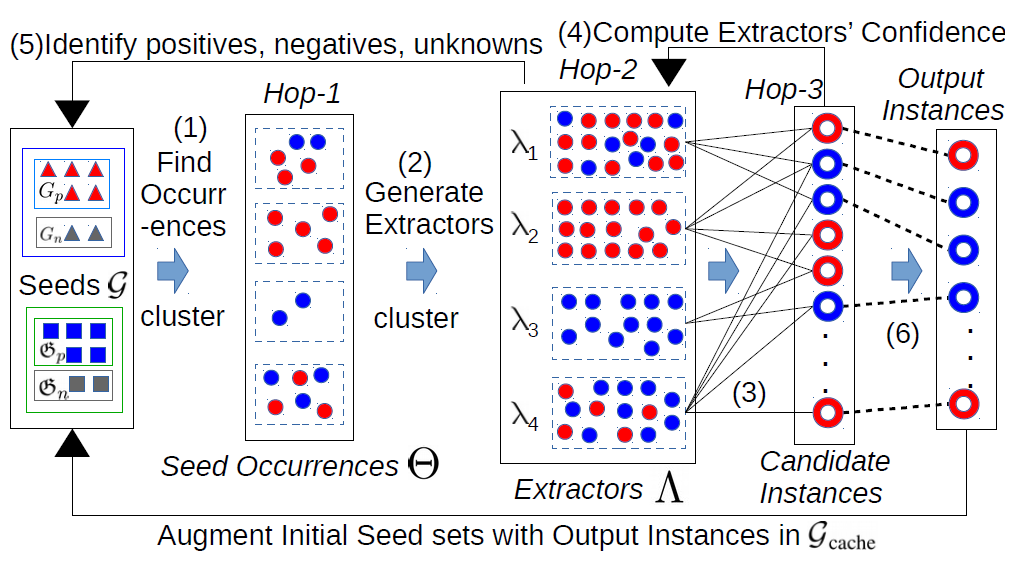 (5)Identify positives, negatives, unknowns
(4)Compute Extractors' Confidence
Hop-1
Hop-2
Hop-3
Output
Instances
(1)
Find
Occurr
-ences
cluster
(2)
Generate
Extractors
cluster
G_p
G_n
Seeds 𝒢
𝔊_p
𝔊_n
λ1
λ2
λ3
λ4
(3)
(6)
Seed Occurrences Θ
Extractors Λ
Candidate
Instances
Augment Initial Seed sets with Output Instances in 𝒢cache